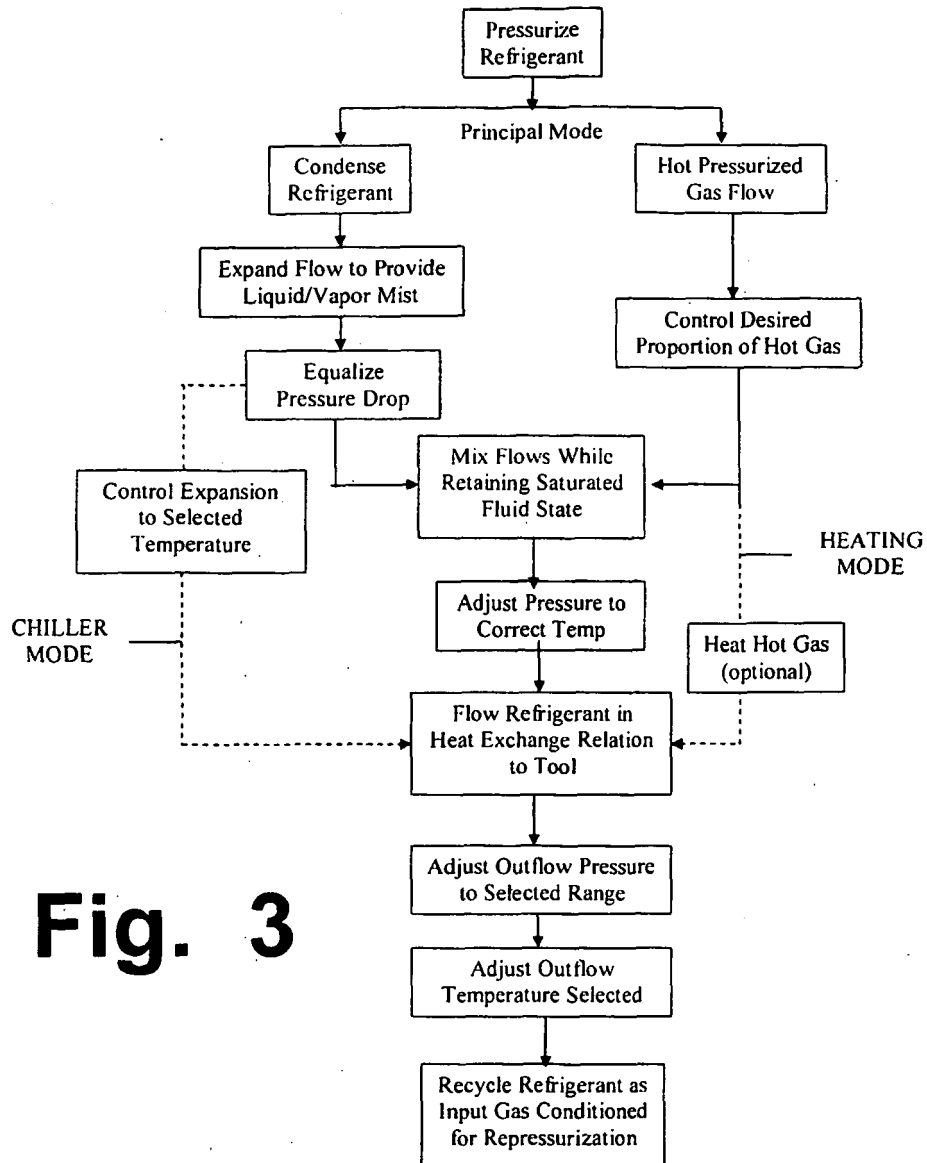 Pressurize
Refrigerant
Principal Mode
Condense
Refrigerant
Hot Pressurized
Gas Flow
Expand Flow to Provide
Liquid/Vapor Mist
Control Desired
Proportion of Hot Gas
Equalize
Pressure Drop
Mix Flows While
Retaining Saturated
Fluid State
Control Expansion
to Selected
Temperature
HEATING
MODE
Adjust Pressure to
Correct Temp
CHILLER
MODE
Heat Hot Gas
(optional)
Flow Refrigerant in
Heat Exchange Relation
to Tool
Adjust Outflow Pressure
to Selected Range
Fig. 3
Adjust Outflow
Temperature Selected
Recycle Refrigerant as
Input Gas Conditioned
for Repressurization